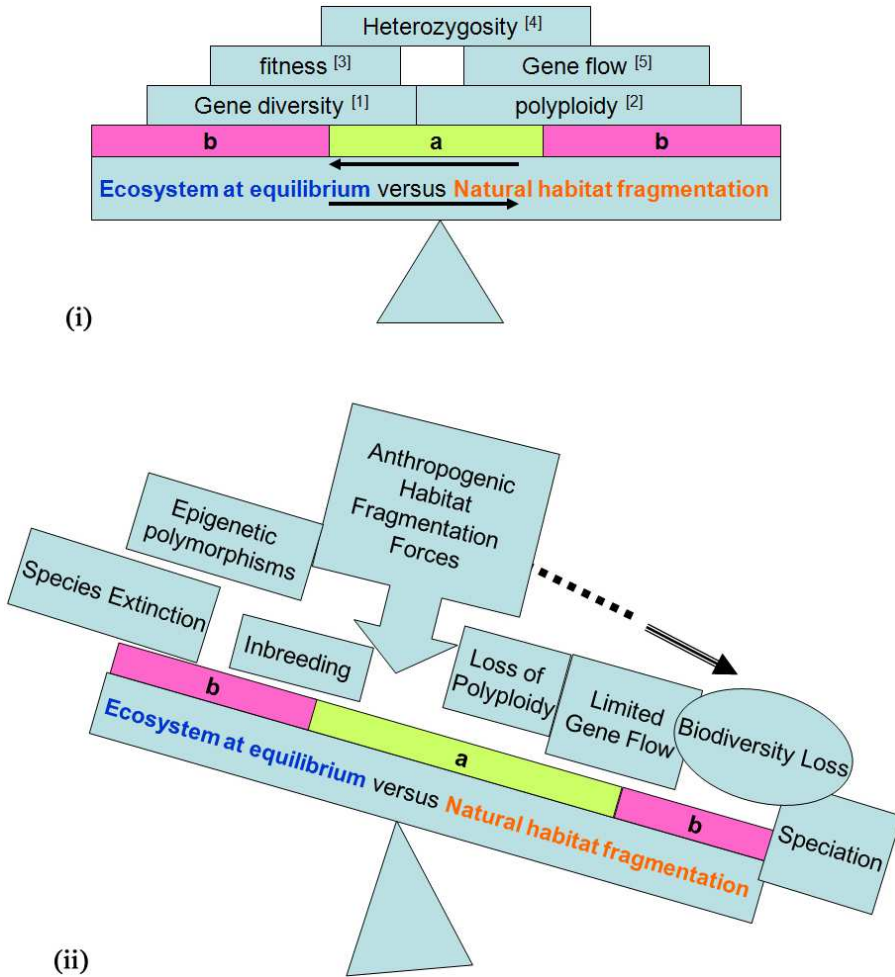 Heterozygosity [4]
fitness [3]
Gene flow [5]
Gene diversity [1]
polyploidy [2]
b
a
b
Ecosystem at equilibrium versus Natural habitat fragmentation
(i)
Anthropogenic
Habitat
Fragmentation
Forces
Epigenetic
polymorphisms
Species Extinction
Inbreeding
Loss of
Polyploidy
Limited
Gene Flow
Biodiversity Loss
Speciation
b
a
b
Ecosystem at equilibrium versus Natural habitat fragmentation
(ii)